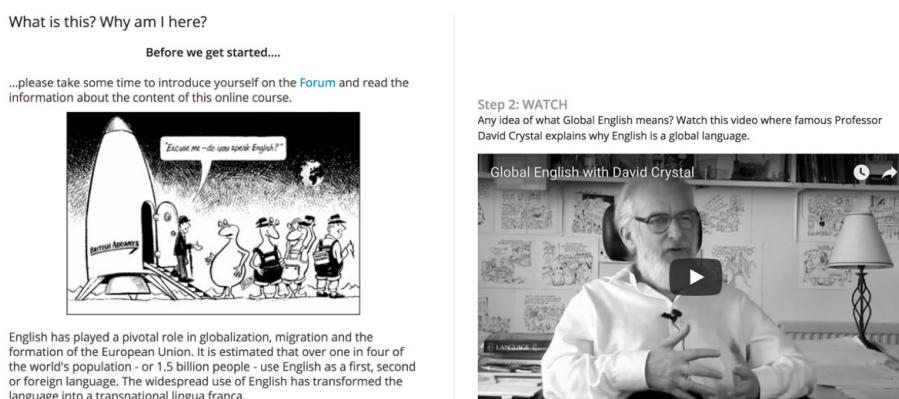 What is this? Why am I here?
Before we get started....
...please take some time to introduce yourself on the Forum and read the
information about the content of this online course.
"Excuse me – do you speak English?"
BRITISH AIRWAYS
English has played a pivotal role in globalization, migration and the
formation of the European Union. It is estimated that over one in four of
the world's population - or 1.5 billion people - use English as a first, second
or foreign language. The widespread use of English has transformed the
language into a transnational lingua franca.
Step 2: WATCH
Any idea of what Global English means? Watch this video where famous Professor
David Crystal explains why English is a global language.
Global English with David Crystal
LANGUAGE